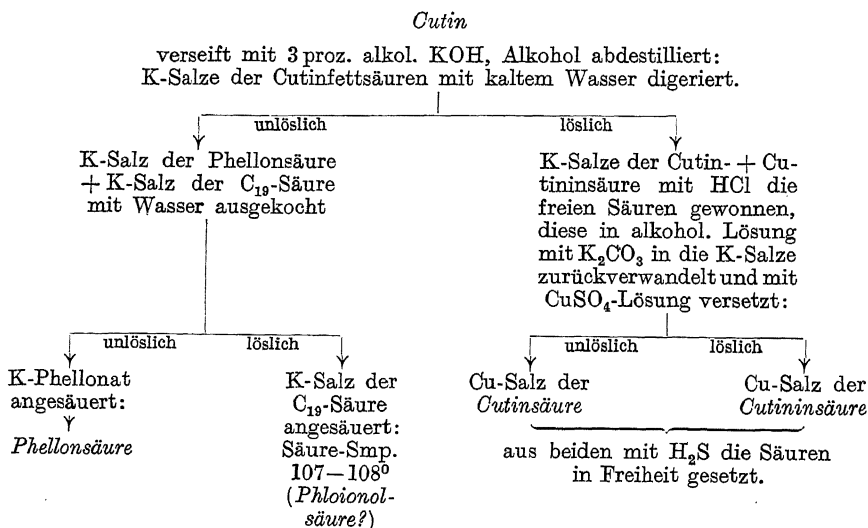 Cutin
verseift mit 3 proz. alkol. KOH, Alkohol abdestilliert:
K-Salze der Cutinfettsäuren mit kaltem Wasser digeriert.
unlöslich
löslich
K-Salz der Phellonsäure
+ K-Salz der C₁₉-Säure
mit Wasser ausgekocht
K-Salze der Cutin- + Cu-
tininsäure mit HCl die
freien Säuren gewonnen,
diese in alkohol. Lösung
mit K₂CO₃ in die K-Salze
zurückverwandelt und mit
CuSO₄-Lösung versetzt:
unlöslich
löslich
K-Phellonat
angesäuert:
Phellonsäure
K-Salz der
C₁₉-Säure
angesäuert:
Säure-Smp.
107—108⁰
(Phloionol-
säure?)
unlöslich
löslich
Cu-Salz der
Cutinsäure
Cu-Salz der
Cutininsäure
aus beiden mit H₂S die Säuren
in Freiheit gesetzt.